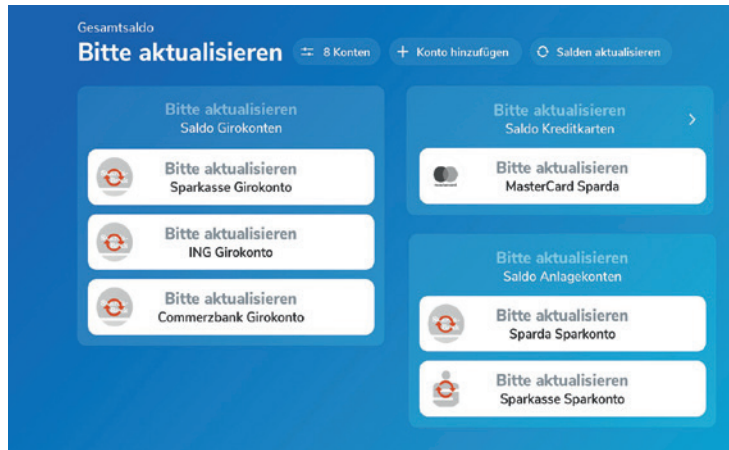 Gesamtsaldo
Bitte aktualisieren
8 Konten
Konto hinzufügen
Salden aktualisieren
Bitte aktualisieren
Saldo Girokonten
Bitte aktualisieren
Sparkasse Girokonto
Bitte aktualisieren
ING Girokonto
Bitte aktualisieren
Commerzbank Girokonto
Bitte aktualisieren
Saldo Kreditkarten
Bitte aktualisieren
MasterCard Sparda
Bitte aktualisieren
Saldo Anlagekonten
Bitte aktualisieren
Sparda Sparkonto
Bitte aktualisieren
Sparkasse Sparkonto